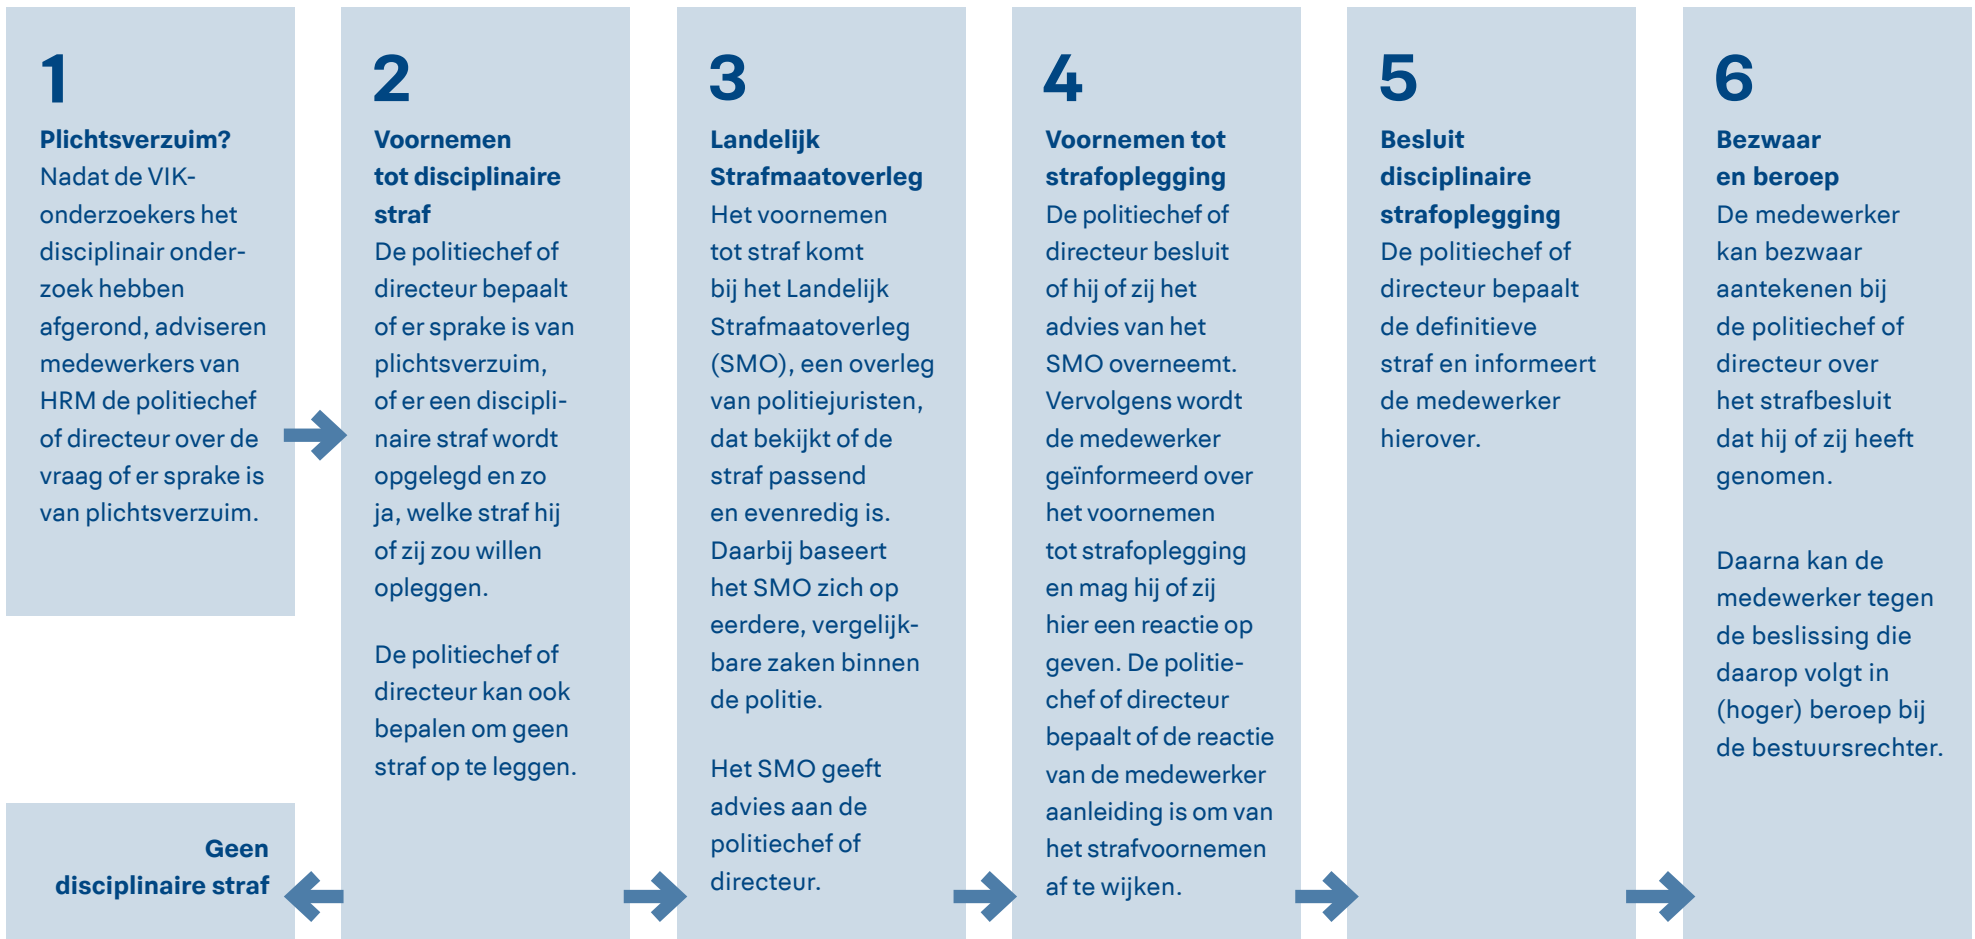 1
Plichtsverzuim?
Nadat de VIK-
onderzoekers het
disciplinair onder-
zoek hebben
afgerond, adviseren
medewerkers van
HRM de politiechef
of directeur over de
vraag of er sprake is
van plichtsverzuim.
2
Voornemen
tot disciplinaire
straf
De politiechef of
directeur bepaalt
of er sprake is van
plichtsverzuim,
of er een discipli-
naire straf wordt
opgelegd en zo
ja, welke straf hij
of zij zou willen
opleggen.
De politiechef of
directeur kan ook
bepalen om geen
straf op te leggen.
Geen
disciplinaire straf
3
Landelijk
Strafmaatoverleg
Het voornemen
tot straf komt
bij het Landelijk
Strafmaatoverleg
(SMO), een overleg
van politiejuristen,
dat bekijkt of de
straf passend
en evenredig is.
Daarbij baseert
het SMO zich op
eerdere, vergelijk-
bare zaken binnen
de politie.
Het SMO geeft
advies aan de
politiechef of
directeur.
4
Voornemen tot
strafoplegging
De politiechef of
directeur besluit
of hij of zij het
advies van het
SMO overneemt.
Vervolgens wordt
de medewerker
geïnformeerd over
het voornemen
tot strafoplegging
en mag hij of zij
hier een reactie op
geven. De politie-
chef of directeur
bepaalt of de reactie
van de medewerker
aanleiding is om van
het strafvoornemen
af te wijken.
5
Besluit
disciplinaire
strafoplegging
De politiechef of
directeur bepaalt
de definitieve
straf en informeert
de medewerker
hierover.
6
Bezwaar
en beroep
De medewerker
kan bezwaar
aantekenen bij
de politiechef of
directeur over
het strafbesluit
dat hij of zij heeft
genomen.
Daarna kan de
medewerker tegen
de beslissing die
daarop volgt in
(hoger) beroep bij
de bestuursrechter.